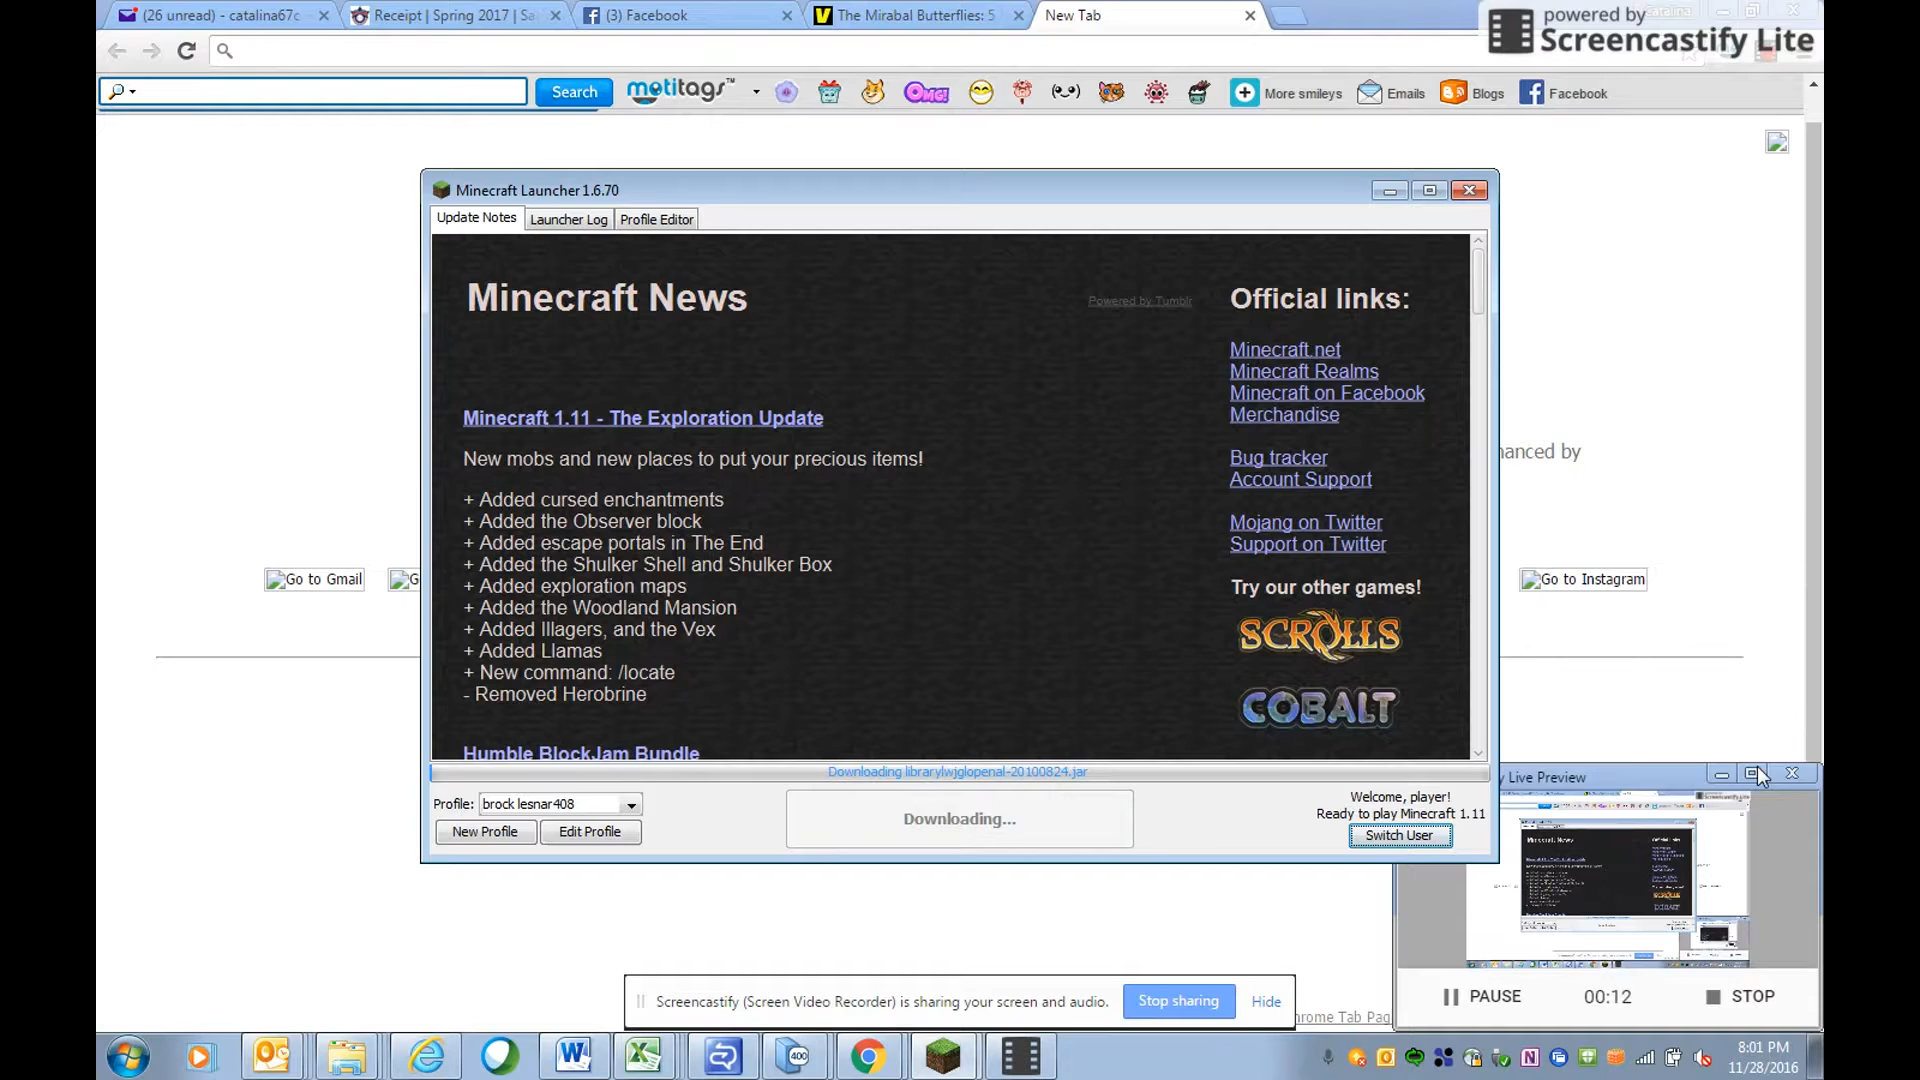 (26 unread) - catalina67c
Receipt | Spring 2017 | Sa
(3) Facebook
The Mirabal Butterflies: 5
New Tab
powered by
Screencastify Lite
Search
motitags™
OMG!
More smileys
Emails
Blogs
Facebook
Minecraft Launcher 1.6.70
Update Notes
Launcher Log
Profile Editor
Minecraft News
Powered by Tumblr
Official links:
Minecraft.net
Minecraft Realms
Minecraft on Facebook
Merchandise
Minecraft 1.11 - The Exploration Update
New mobs and new places to put your precious items!
Bug tracker
Account Support
+ Added cursed enchantments
+ Added the Observer block
+ Added escape portals in The End
+ Added the Shulker Shell and Shulker Box
+ Added exploration maps
+ Added the Woodland Mansion
+ Added Illagers, and the Vex
+ Added Llamas
+ New command: /locate
- Removed Herobrine
Mojang on Twitter
Support on Twitter
Try our other games!
SCROLLS
COBALT
Humble BlockJam Bundle
hanced by
Go to Gmail
G
Go to Instagram
Downloading librarylwjglopenal-20100824.jar
Profile:
brock lesnar408
New Profile
Edit Profile
Downloading...
Welcome, player!
Ready to play Minecraft 1.11
Switch User
y Live Preview
Minecraft News
PAUSE
00:12
STOP
Screencastify (Screen Video Recorder) is sharing your screen and audio.
Stop sharing
Hide
hrome Tab Pag
400
8:01 PM
11/28/2016